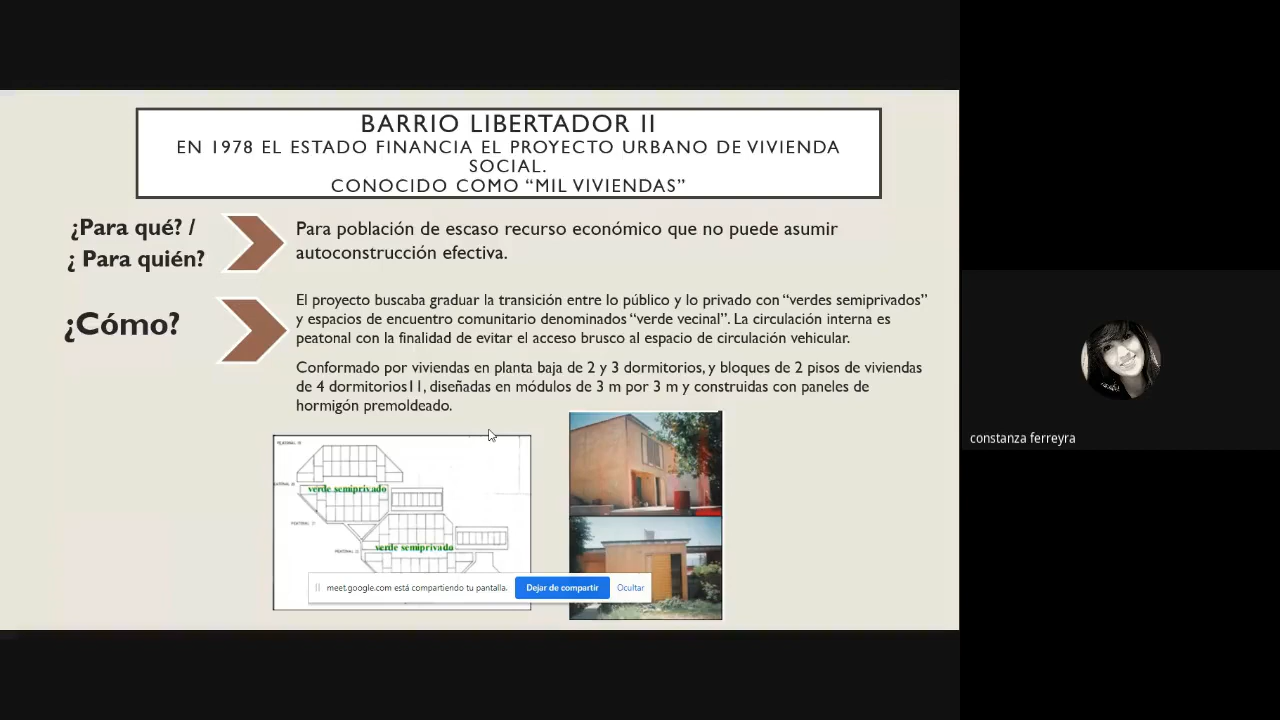 BARRIO LIBERTADOR II
EN 1978 EL ESTADO FINANCIA EL PROYECTO URBANO DE VIVIENDA
SOCIAL.
CONOCIDO COMO “MIL VIVIENDAS”
¿Para qué? /
¿ Para quién?
Para población de escaso recurso económico que no puede asumir
autoconstrucción efectiva.
¿Cómo?
El proyecto buscaba graduar la transición entre lo público y lo privado con “verdes semiprivados”
y espacios de encuentro comunitario denominados “verde vecinal”. La circulación interna es
peatonal con la finalidad de evitar el acceso brusco al espacio de circulación vehicular.
Conformado por viviendas en planta baja de 2 y 3 dormitorios, y bloques de 2 pisos de viviendas
de 4 dormitorios11, diseñadas en módulos de 3 m por 3 m y construidas con paneles de
hormigón premoldeado.
verde semiprivado
verde semiprivado
meet.google.com está compartiendo tu pantalla.
Dejar de compartir
Ocultar
constanza ferreyra